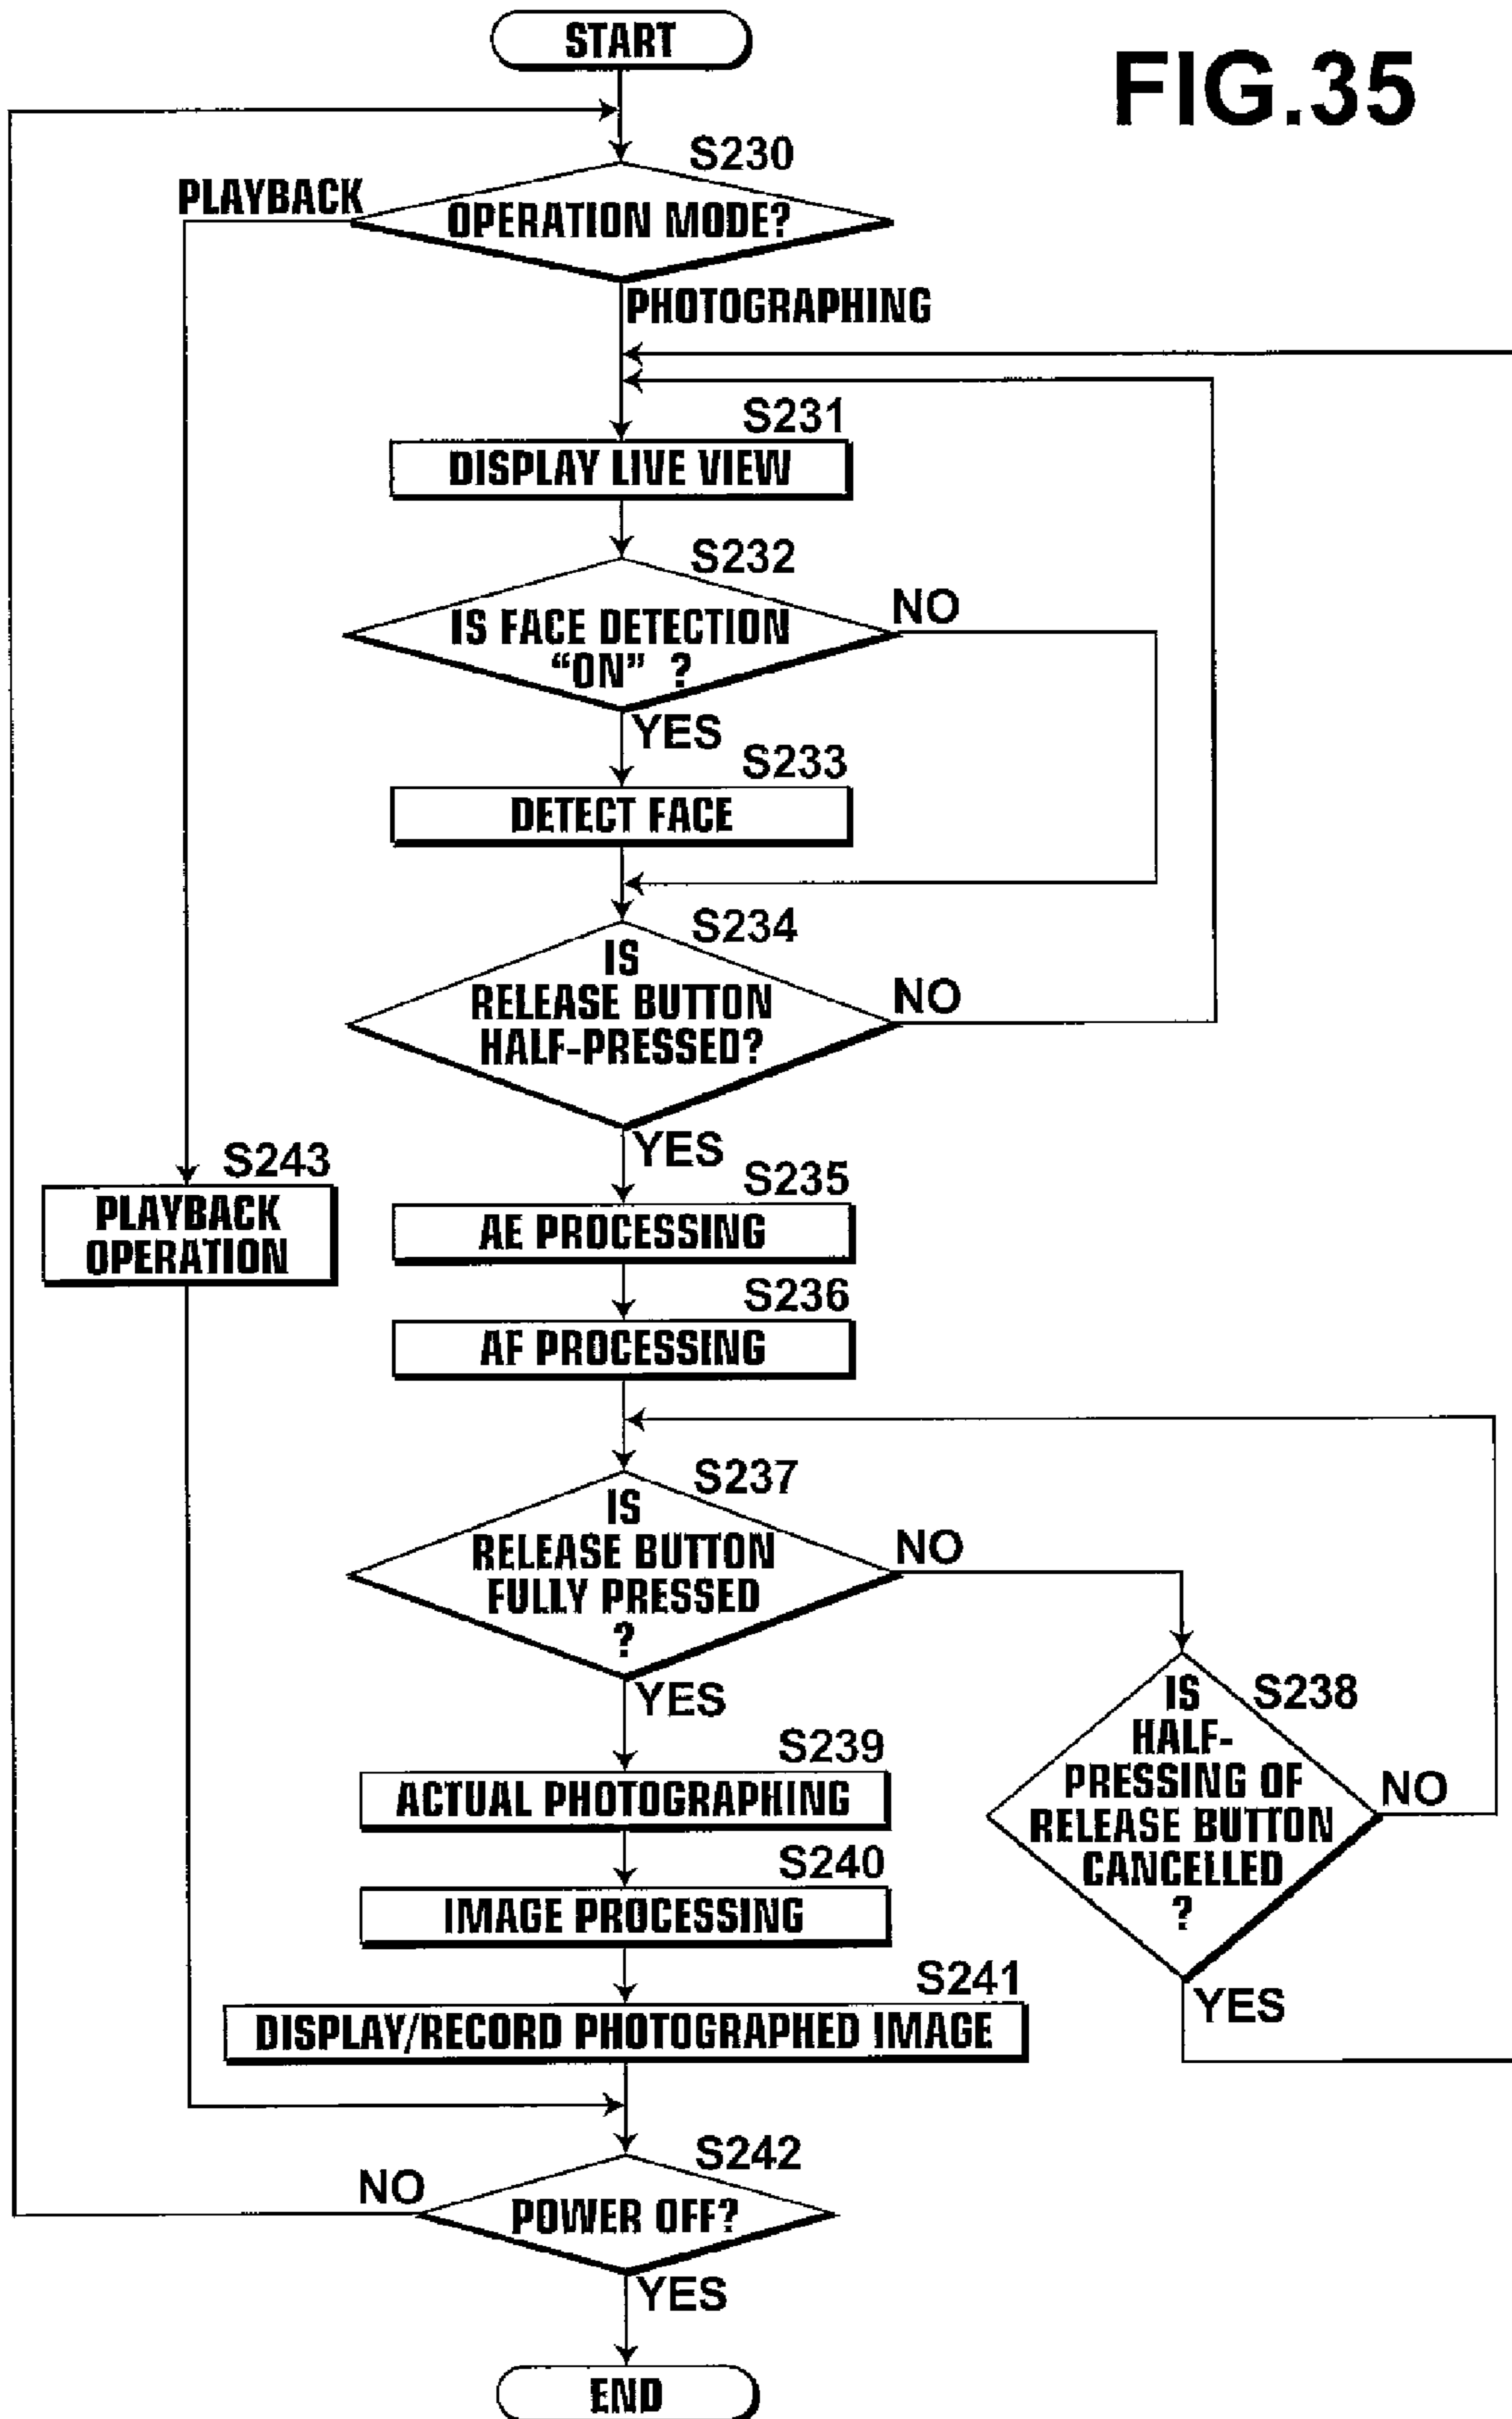 START
FIG.35
S230
PLAYBACK
OPERATION MODE?
PHOTOGRAPHING
S231
DISPLAY LIVE VIEW
S232
NO
IS FACE DETECTION
“ON” ?
YES
S233
DETECT FACE
S234
IS
RELEASE BUTTON
HALF-PRESSED?
NO
YES
S243
PLAYBACK
OPERATION
S235
AE PROCESSING
S236
AF PROCESSING
S237
IS
RELEASE BUTTON
FULLY PRESSED
?
NO
YES
S238
IS
HALF-
PRESSING OF
RELEASE BUTTON
CANCELLED
?
NO
YES
S239
ACTUAL PHOTOGRAPHING
S240
IMAGE PROCESSING
S241
DISPLAY/RECORD PHOTOGRAPHED IMAGE
S242
NO
POWER OFF?
YES
END